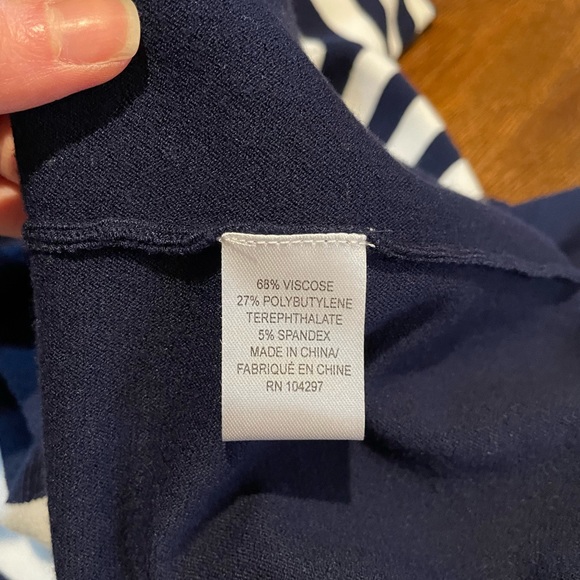 68% VISCOSE
27% POLYBUTYLENE
TEREPHTHALATE
5% SPANDEX
MADE IN CHINA/
FABRIQUÉ EN CHINE
RN 104297